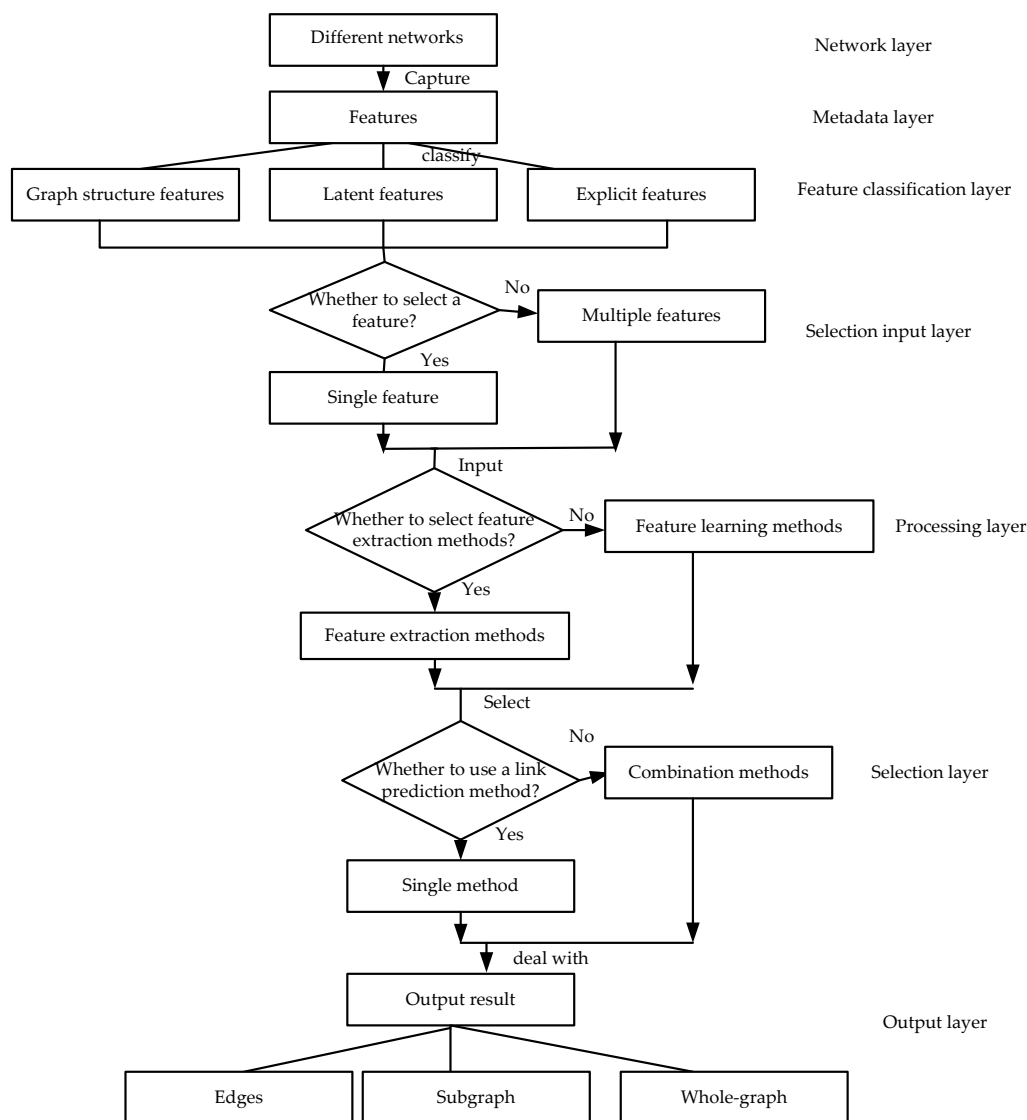 Different networks
Network layer
Capture
Features
Metadata layer
classify
Graph structure features
Latent features
Explicit features
Feature classification layer
Whether to select a
feature?
No
Multiple features
Selection input layer
Yes
Single feature
Input
Whether to select feature
extraction methods?
No
Feature learning methods
Processing layer
Yes
Feature extraction methods
Select
Whether to use a link
prediction method?
No
Combination methods
Selection layer
Yes
Single method
deal with
Output result
Output layer
Edges
Subgraph
Whole-graph